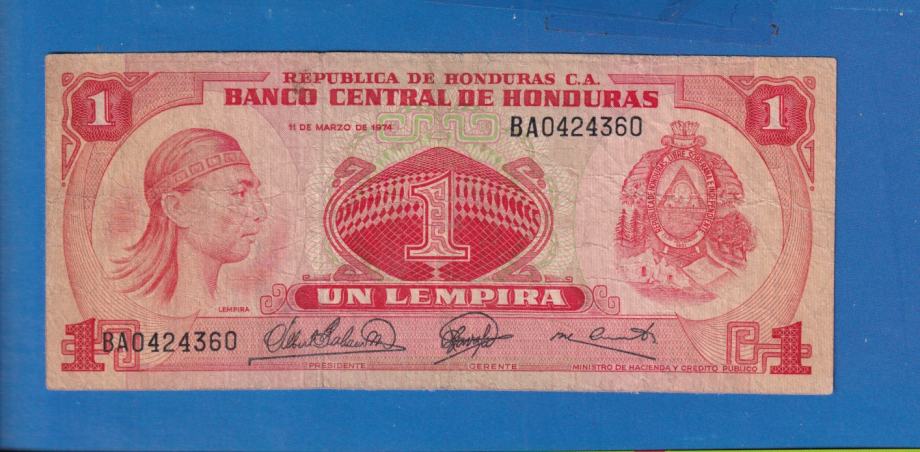 REPUBLICA DE HONDURAS C.A.
BANCO CENTRAL DE HONDURAS
1
1
11 DE MARZO DE 1974
BA0424360
1
LEMPIRA
UN LEMPIRA
1
BA0424360
1
PRESIDENTE
GERENTE
MINISTRO DE HACIENDA Y CREDITO PUBLICO